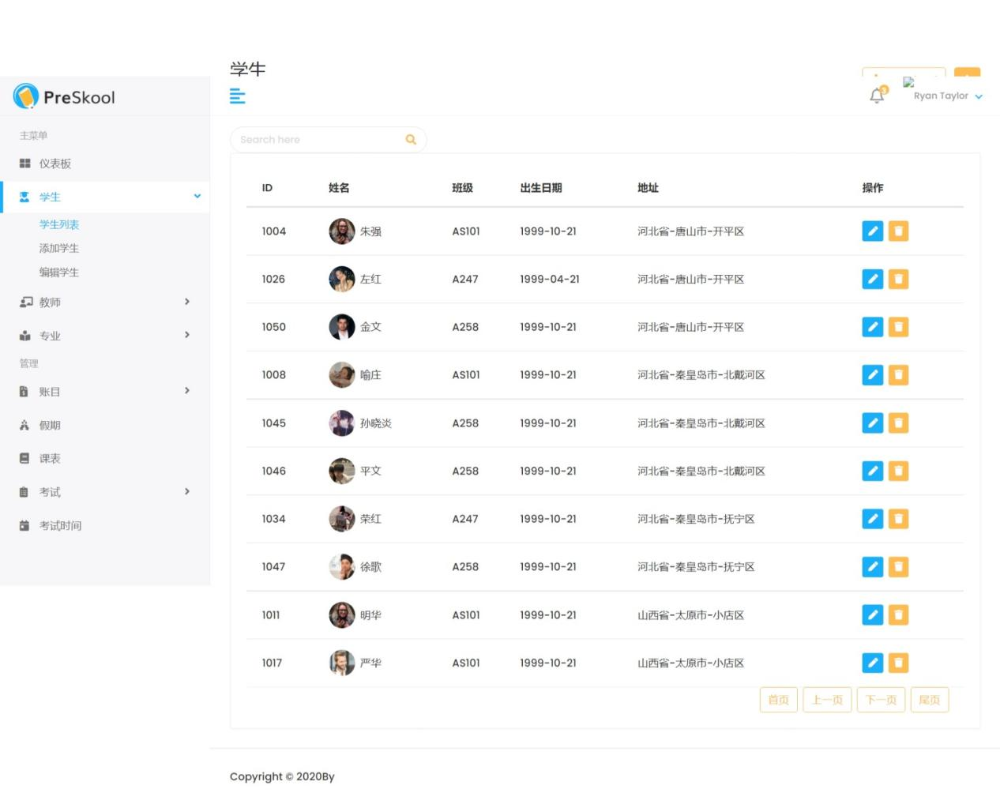 学生
PreSkool
3
Ryan Taylor
主菜单
仪表板
学生
学生列表
添加学生
编辑学生
教师
专业
管理
账目
假期
课表
考试
考试时间
Search here
ID 姓名 班级 出生日期 地址 操作
1004 朱强 AS101 1999-10-21 河北省-唐山市-开平区
1026 左红 A247 1999-04-21 河北省-唐山市-开平区
1050 金文 A258 1999-10-21 河北省-唐山市-开平区
1008 喻庄 AS101 1999-10-21 河北省-秦皇岛市-北戴河区
1045 孙晓炎 A258 1999-10-21 河北省-秦皇岛市-北戴河区
1046 平文 A258 1999-10-21 河北省-秦皇岛市-北戴河区
1034 荣红 A247 1999-10-21 河北省-秦皇岛市-抚宁区
1047 徐歌 A258 1999-10-21 河北省-秦皇岛市-抚宁区
1011 明华 AS101 1999-10-21 山西省-太原市-小店区
1017 严华 AS101 1999-10-21 山西省-太原市-小店区
首页 上一页 下一页 尾页
Copyright © 2020By